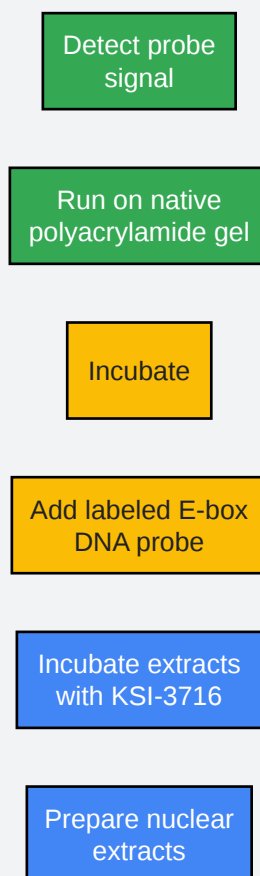 Detect probe
signal
Run on native
polyacrylamide gel
Incubate
Add labeled E-box
DNA probe
Incubate extracts
with KSI-3716
Prepare nuclear
extracts